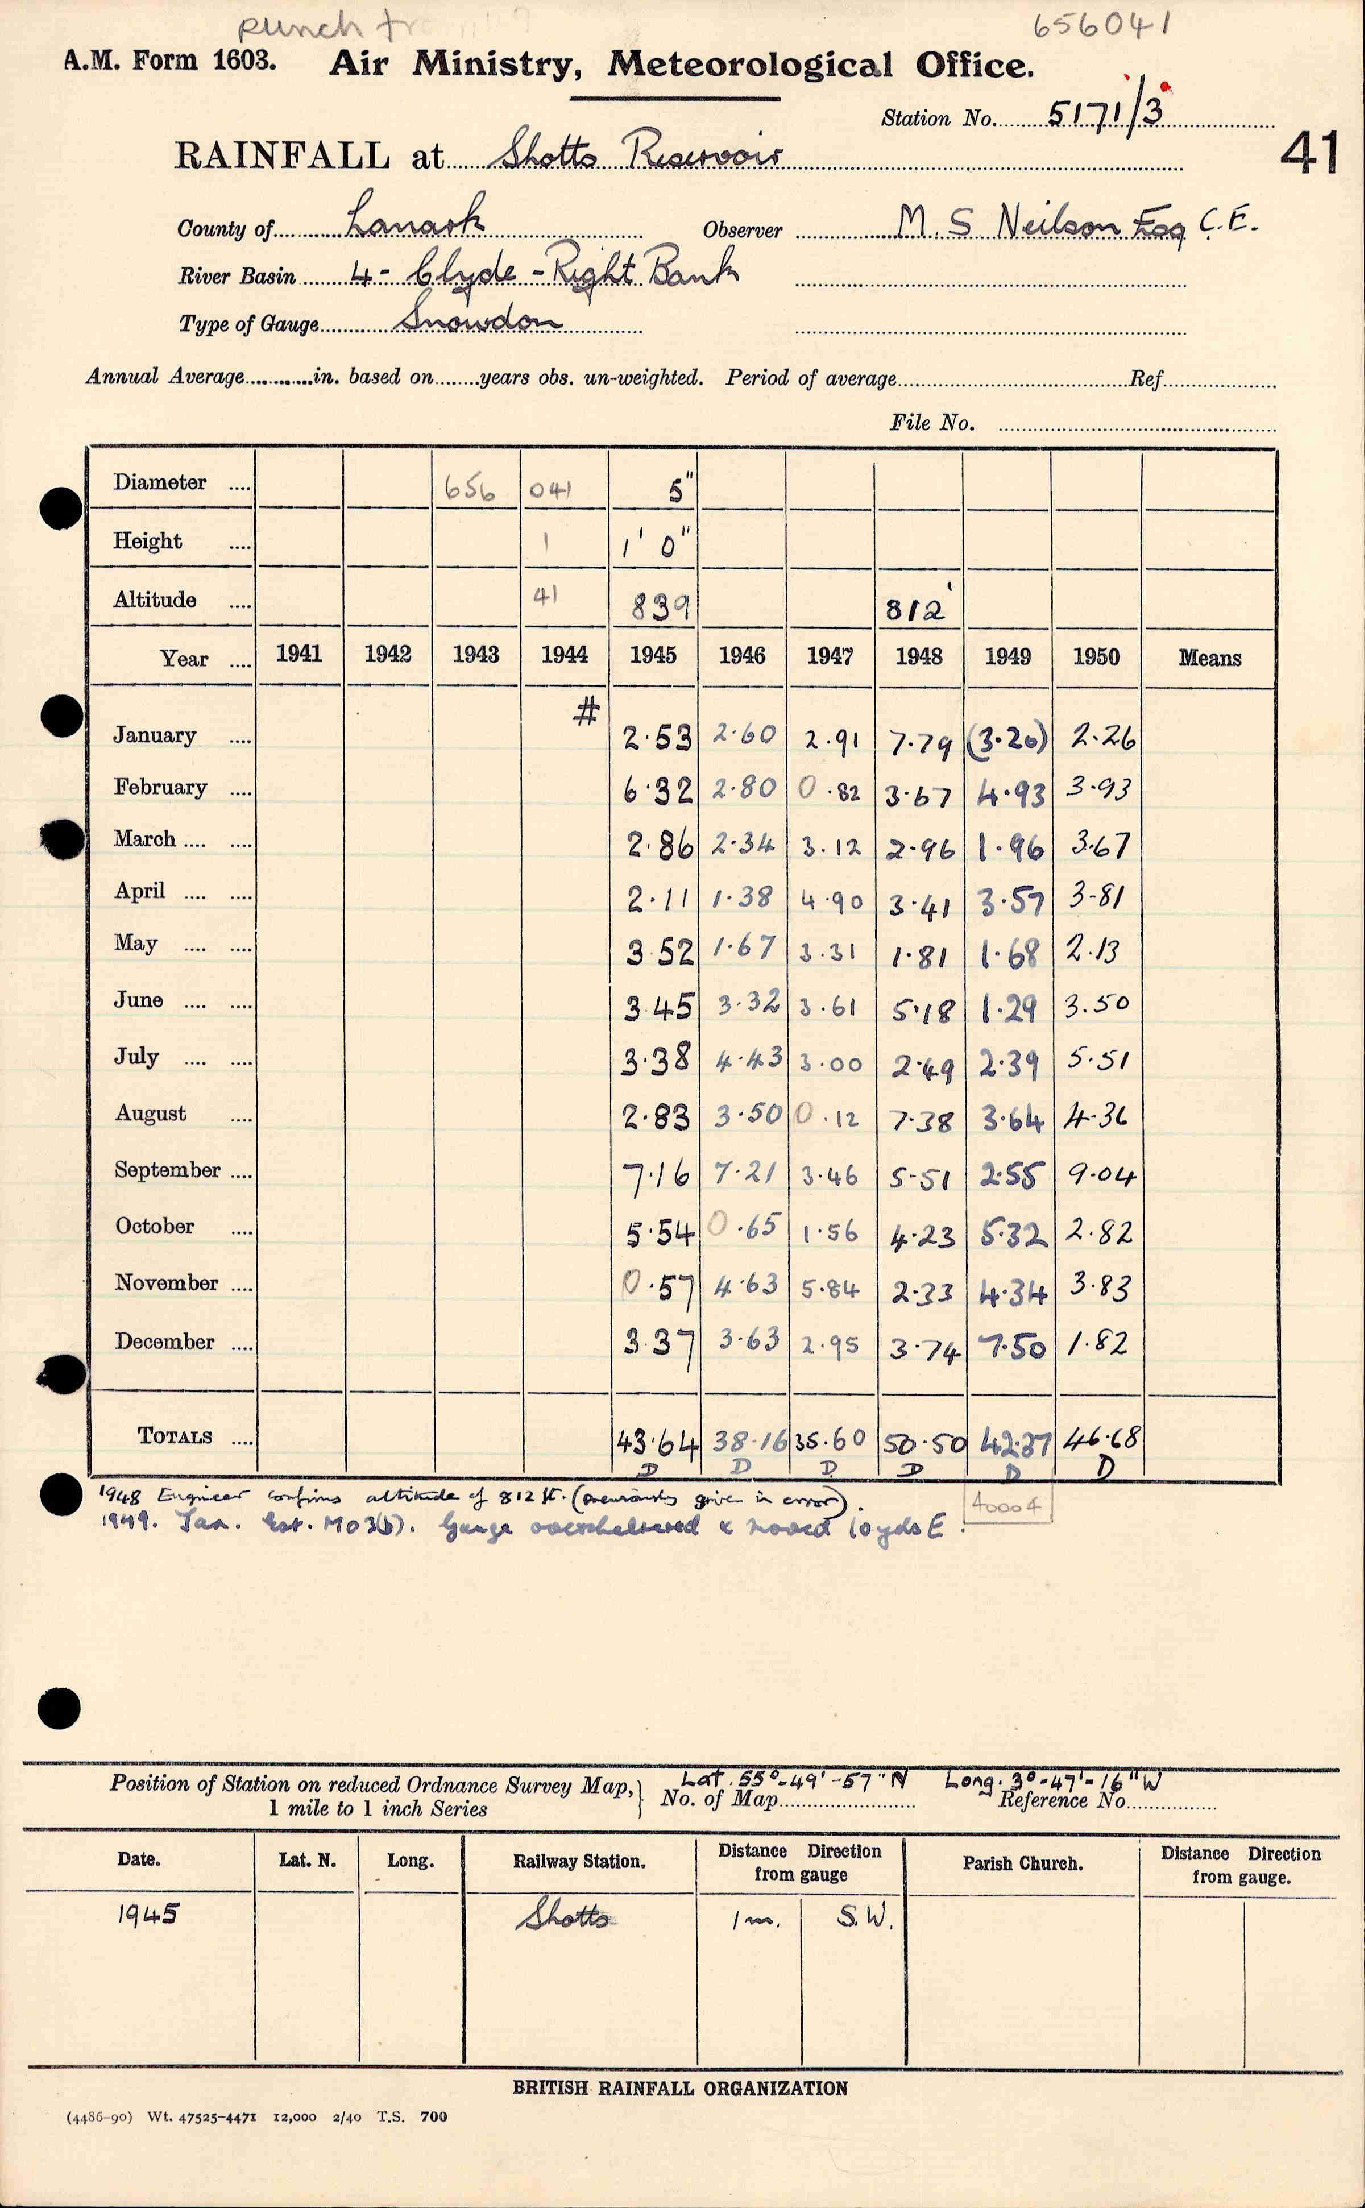 punch
656041
A.M. Form 1603. Air Ministry, Meteorological Office.
Station No. 5171/3
41
RAINFALL at Shotts Reservoir
County of Lanark Observer M. S Neilson Esq C.E.
River Basin 4- Clyde - Right Bank
Type of Gauge Snowdon
Annual Average............in. based on........years obs. un-weighted. Period of average..........Ref..........
File No. ..........
Diameter .... 656 041 5"
Height .... 1 1' 0"
Altitude .... 41 839 812'
Year .... 1941 1942 1943 1944 1945 1946 1947 1948 1949 1950 Means
#
January .... 2.53 2.60 2.91 7.79 (3.26) 2.26
February .... 6.32 2.80 0.82 3.67 4.93 3.93
March .... .... 2.86 2.34 3.12 2.96 1.96 3.67
April .... .... 2.11 1.38 4.90 3.41 3.57 3-81
May .... .... 3.52 1.67 3.31 1.81 1.68 2.13
June .... .... 3.45 3.32 3.61 5.18 1.29 3.50
July .... .... 3.38 4.43 3.00 2.49 2.39 5.51
August .... 2.83 3.50 0.12 7.38 3.64 4.36
September .... 7.16 7.21 3.46 5-51 2.55 9.04
October .... 5.54 0.65 1.56 4.23 5.32 2.82
November .... 0.57 4.63 5.84 2.33 4.34 3.83
December .... 3.37 3.63 2.95 3.74 7.50 1.82
TOTALS .... 43.64 38.16 35.60 50.50 46.68
D D D D D D
1948 Engineer confirms altitude of 812 ft. (previously given in error).
1949. Jan. Est. M O 3(b). Gauge oversheltered & moved 10 yds E.
40004
Position of Station on reduced Ordnance Survey Map, } Lat. 55°-49'-57" N Long. 3°-47'-16" W
1 mile to 1 inch Series No. of Map.......... Reference No..........
Date. Lat. N. Long. Railway Station. Distance Direction from gauge Parish Church. Distance Direction from gauge.
1945 Shotts 1 m. S.W.
BRITISH RAINFALL ORGANIZATION
(4486-90) Wt. 47525-4471 12,000 2/40 T.S. 700